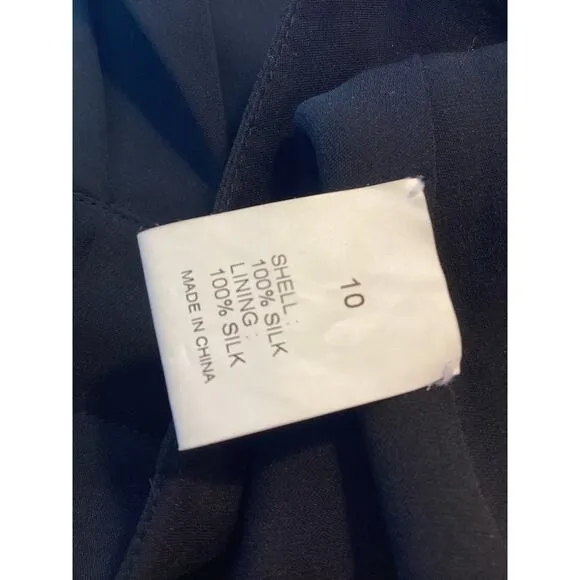 10
SHELL :
100% SILK
LINING :
100% SILK
MADE IN CHINA